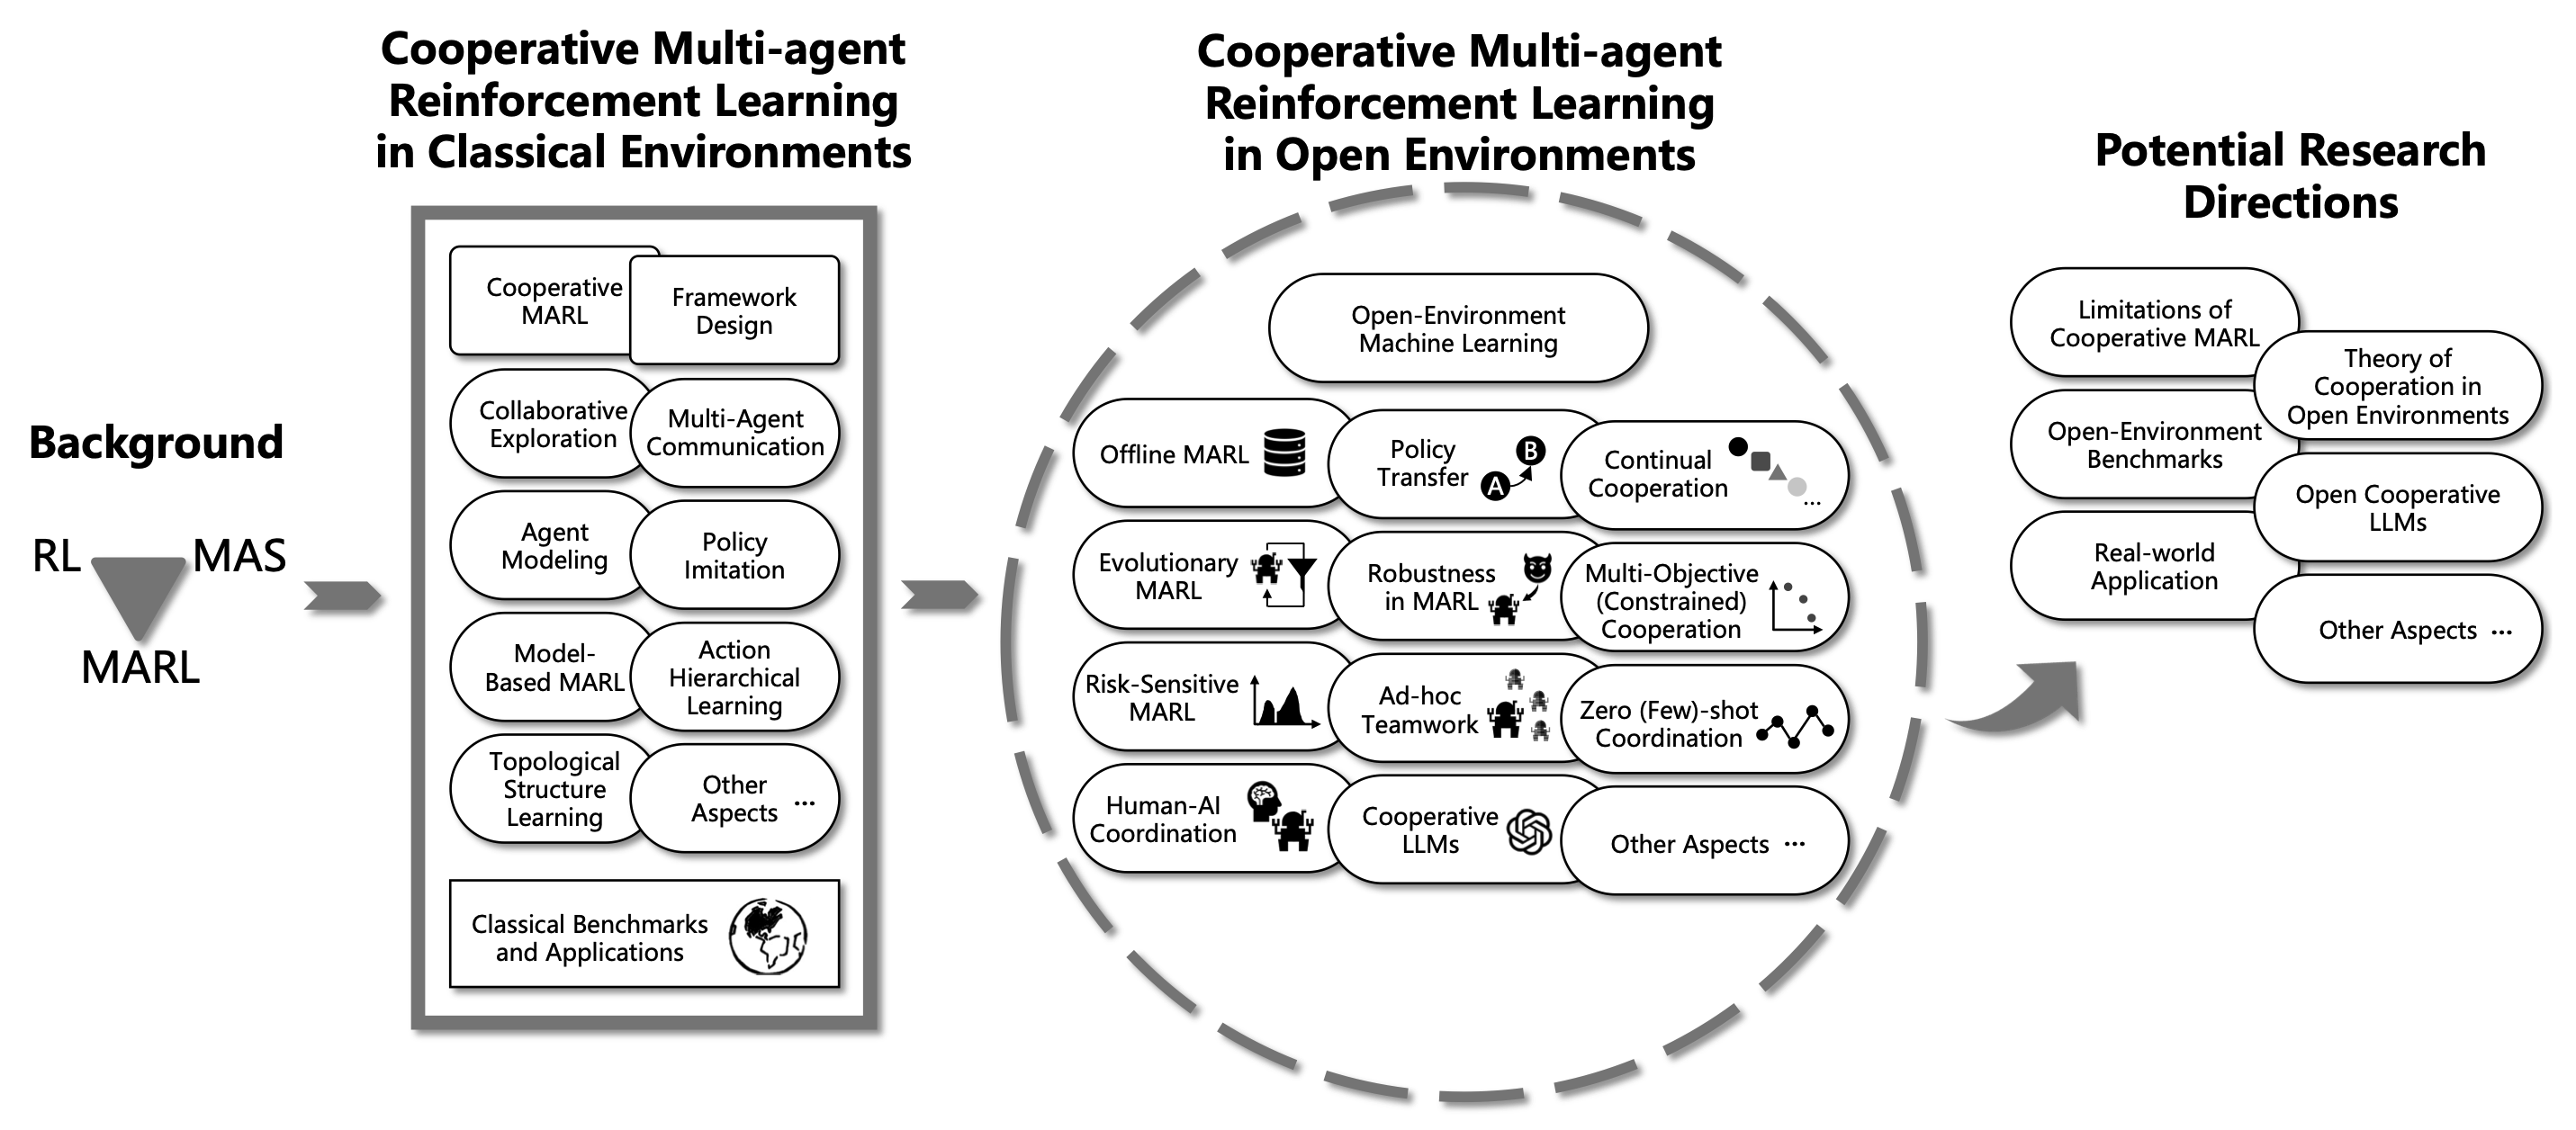 Background
RL
MAS
MARL
Cooperative Multi-agent
Reinforcement Learning
in Classical Environments
Cooperative
MARL
Framework
Design
Collaborative
Exploration
Multi-Agent
Communication
Agent
Modeling
Policy
Imitation
Model-
Based MARL
Action
Hierarchical
Learning
Topological
Structure
Learning
Other
Aspects ...
Classical Benchmarks
and Applications
Cooperative Multi-agent
Reinforcement Learning
in Open Environments
Open-Environment
Machine Learning
Offline MARL
Policy
Transfer
A
B
Continual
Cooperation
...
Evolutionary
MARL
Robustness
in MARL
Multi-Objective
(Constrained)
Cooperation
Risk-Sensitive
MARL
Ad-hoc
Teamwork
Zero (Few)-shot
Coordination
Human-AI
Coordination
Cooperative
LLMs
Other Aspects ...
Potential Research
Directions
Limitations of
Cooperative MARL
Theory of
Cooperation in
Open Environments
Open-Environment
Benchmarks
Open Cooperative
LLMs
Real-world
Application
Other Aspects ...